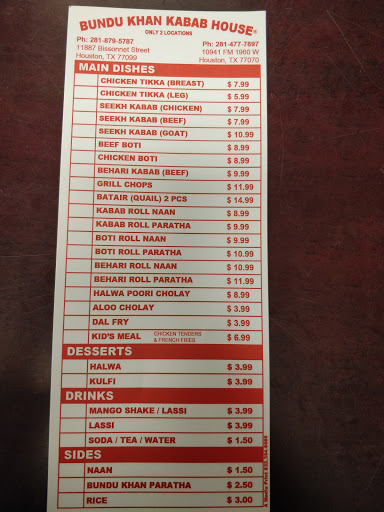 BUNDU KHAN KABAB HOUSE®
ONLY 2 LOCATIONS
Ph: 281-879-5787
11887 Bissonnet Street
Houston, TX 77099
Ph: 281-477-7897
10941 FM 1960 W
Houston, TX 77070
MAIN DISHES
CHICKEN TIKKA (BREAST) $ 7.99
CHICKEN TIKKA (LEG) $ 5.99
SEEKH KABAB (CHICKEN) $ 7.99
SEEKH KABAB (BEEF) $ 7.99
SEEKH KABAB (GOAT) $ 10.99
BEEF BOTI $ 8.99
CHICKEN BOTI $ 8.99
BEHARI KABAB (BEEF) $ 9.99
GRILL CHOPS $ 11.99
BATAIR (QUAIL) 2 PCS $ 14.99
KABAB ROLL NAAN $ 8.99
KABAB ROLL PARATHA $ 9.99
BOTI ROLL NAAN $ 9.99
BOTI ROLL PARATHA $ 10.99
BEHARI ROLL NAAN $ 10.99
BEHARI ROLL PARATHA $ 11.99
HALWA POORI CHOLAY $ 8.99
ALOO CHOLAY $ 3.99
DAL FRY $ 3.99
KID'S MEAL CHICKEN TENDERS & FRENCH FRIES $ 6.99
DESSERTS
HALWA $ 3.99
KULFI $ 3.99
DRINKS
MANGO SHAKE / LASSI $ 3.99
LASSI $ 3.99
SODA / TEA / WATER $ 1.50
SIDES
NAAN $ 1.50
BUNDU KHAN PARATHA $ 2.50
RICE $ 3.00